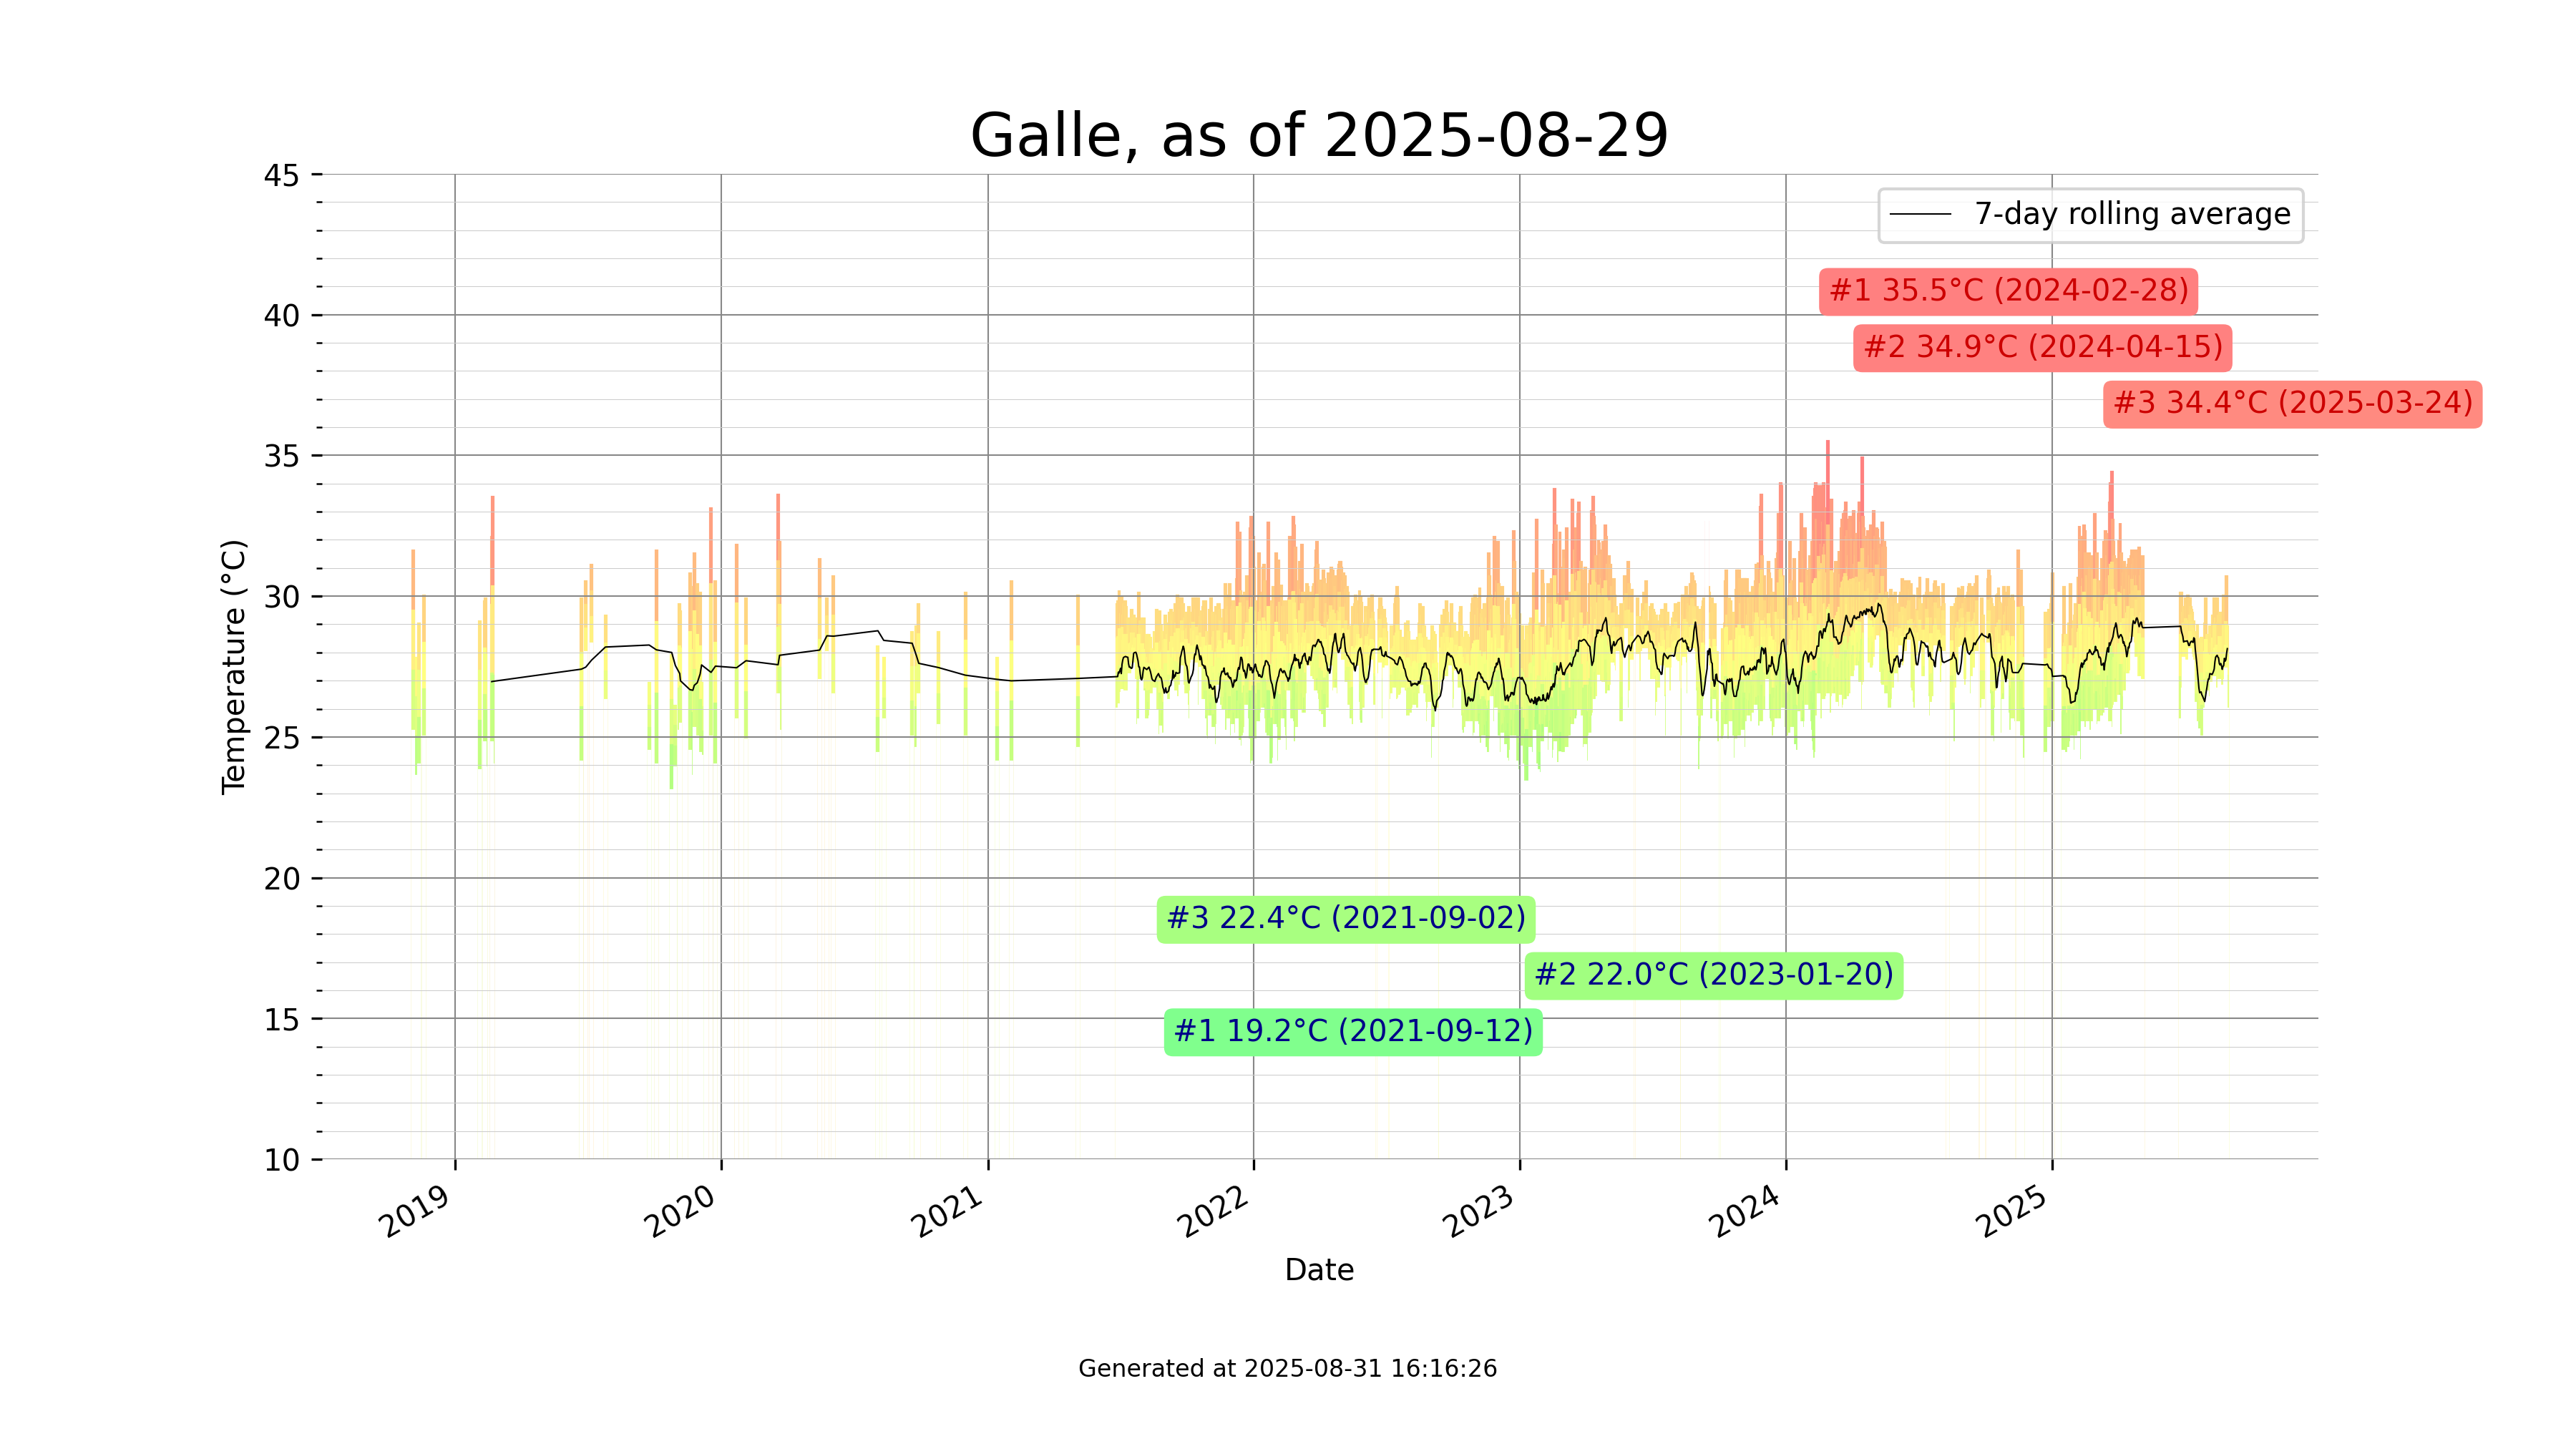 Galle, as of 2025-08-29
45
40
35
30
25
20
15
10
Temperature (°C)
7-day rolling average
#1 35.5°C (2024-02-28)
#2 34.9°C (2024-04-15)
#3 34.4°C (2025-03-24)
#3 22.4°C (2021-09-02)
#2 22.0°C (2023-01-20)
#1 19.2°C (2021-09-12)
2019
2020
2021
2022
2023
2024
2025
Date
Generated at 2025-08-31 16:16:26